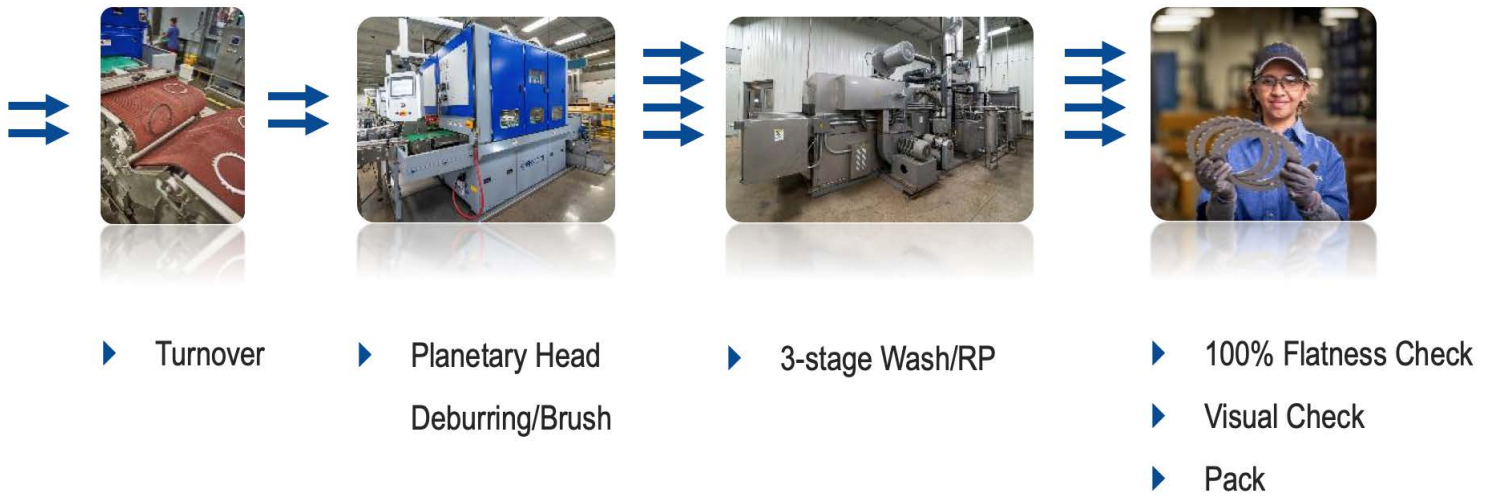 Turnover
Planetary Head
Deburring/Brush
3-stage Wash/RP
100% Flatness Check
Visual Check
Pack